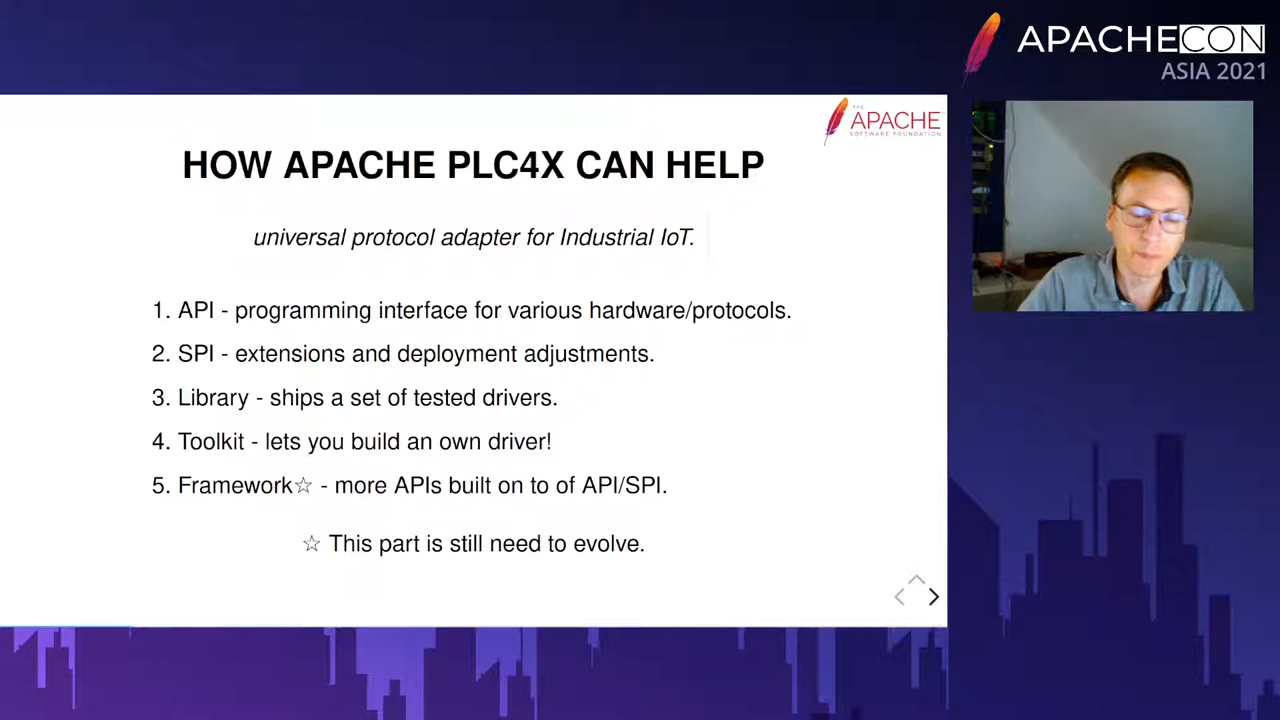 APACHECON
ASIA 2021
THE
APACHE
SOFTWARE FOUNDATION
HOW APACHE PLC4X CAN HELP
universal protocol adapter for Industrial IoT.
1. API - programming interface for various hardware/protocols.
2. SPI - extensions and deployment adjustments.
3. Library - ships a set of tested drivers.
4. Toolkit - lets you build an own driver!
5. Framework☆ - more APIs built on to of API/SPI.
☆ This part is still need to evolve.